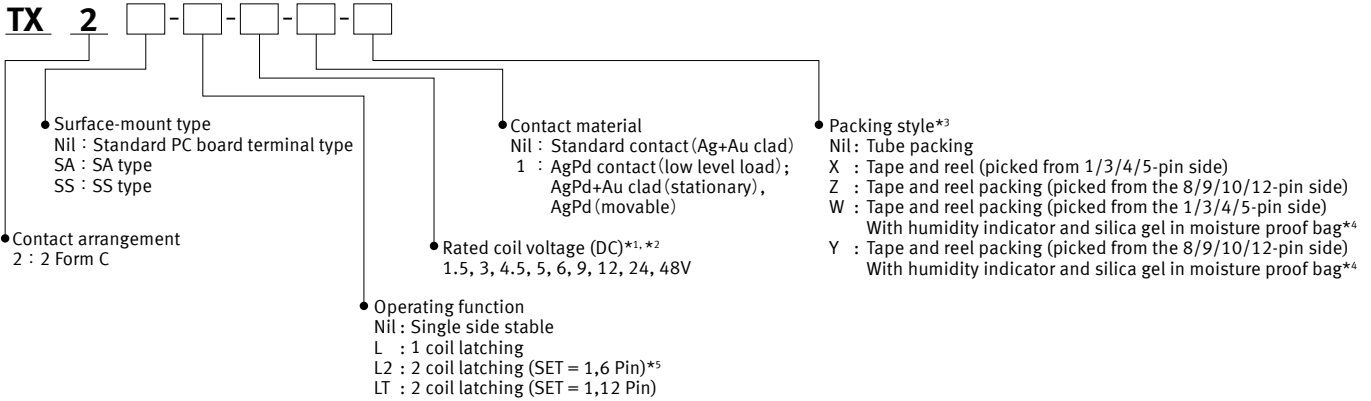 TX 2 - - - -
Surface-mount type
Nil : Standard PC board terminal type
SA : SA type
SS : SS type
Contact arrangement
2 : 2 Form C
Operating function
Nil : Single side stable
L : 1 coil latching
L2 : 2 coil latching (SET = 1,6 Pin)*5
LT : 2 coil latching (SET = 1,12 Pin)
Rated coil voltage (DC)*1, *2
1.5, 3, 4.5, 5, 6, 9, 12, 24, 48V
Contact material
Nil : Standard contact (Ag+Au clad)
1 : AgPd contact (low level load);
AgPd+Au clad (stationary),
AgPd (movable)
Packing style*3
Nil : Tube packing
X : Tape and reel (picked from 1/3/4/5-pin side)
Z : Tape and reel packing (picked from the 8/9/10/12-pin side)
W : Tape and reel packing (picked from the 1/3/4/5-pin side)
With humidity indicator and silica gel in moisture proof bag*4
Y : Tape and reel packing (picked from the 8/9/10/12-pin side)
With humidity indicator and silica gel in moisture proof bag*4